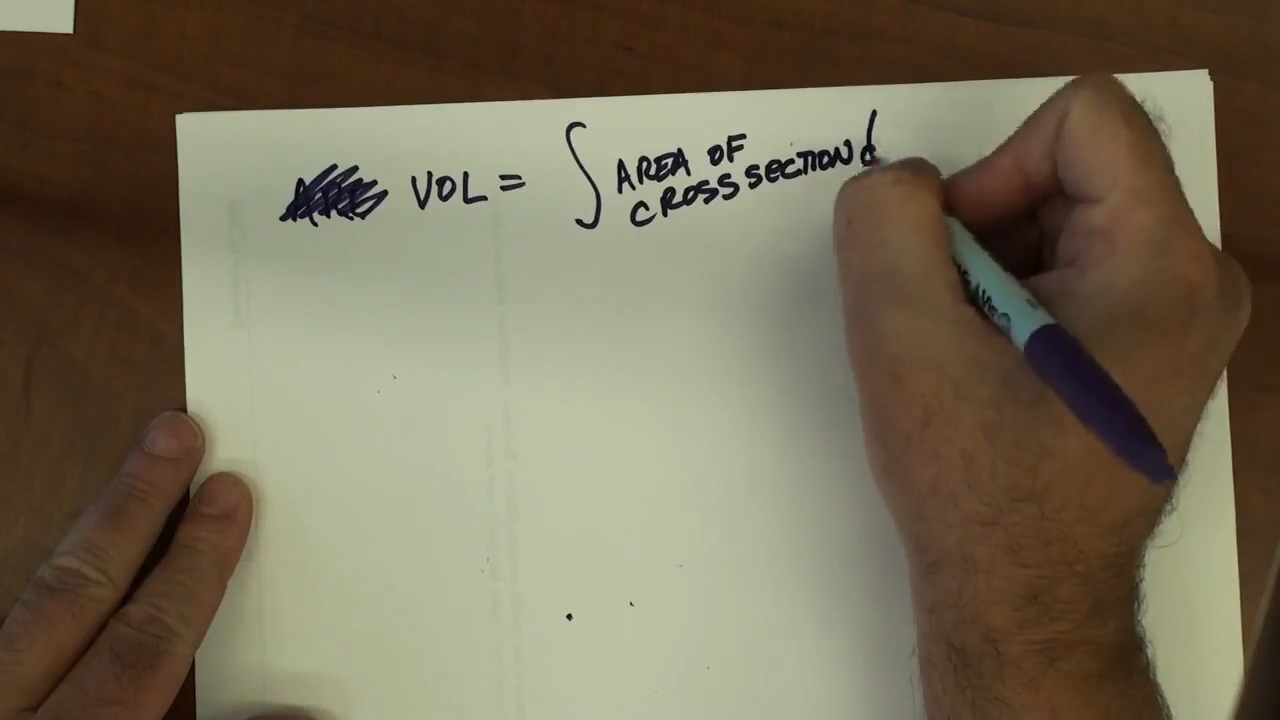 VOL = ∫ AREA OF
CROSS SECTION d